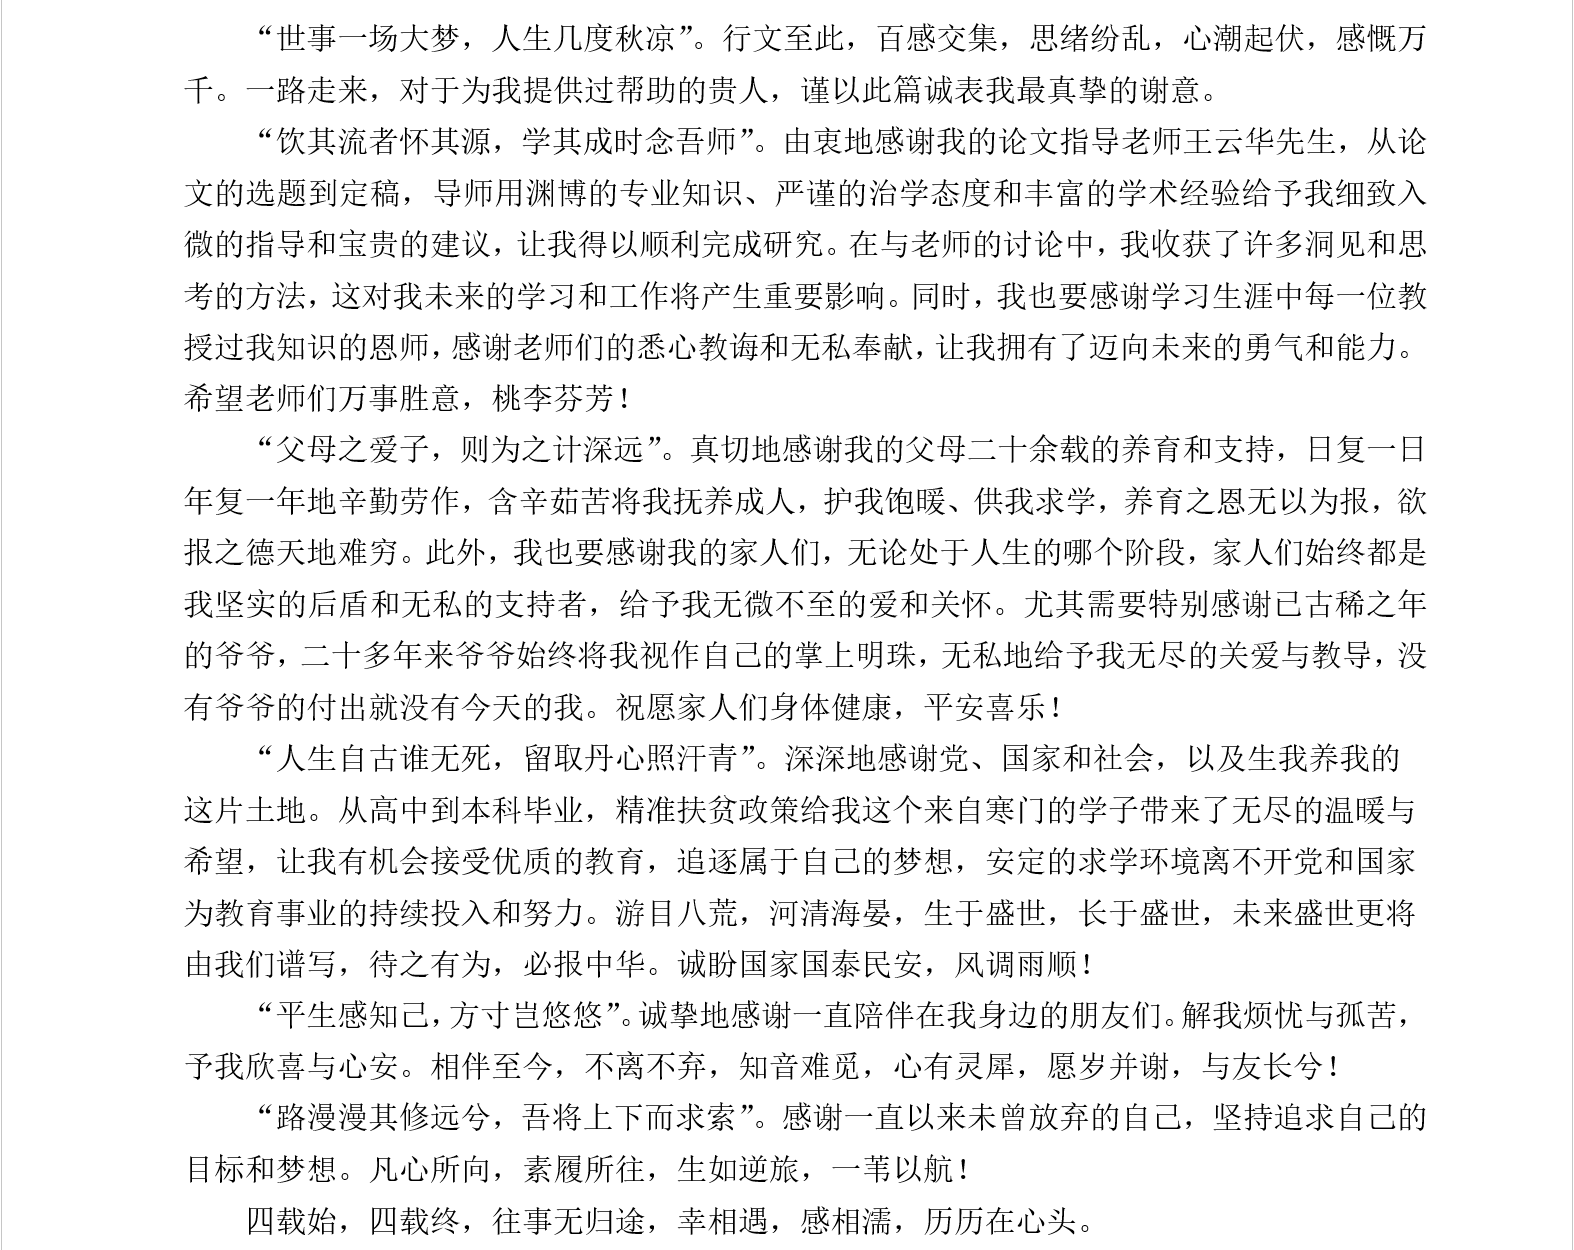 “世事一场大梦，人生几度秋凉”。行文至此，百感交集，思绪纷乱，心潮起伏，感慨万
千。一路走来，对于为我提供过帮助的贵人，谨以此篇诚表我最真挚的谢意。
“饮其流者怀其源，学其成时念吾师”。由衷地感谢我的论文指导老师王云华先生，从论
文的选题到定稿，导师用渊博的专业知识、严谨的治学态度和丰富的学术经验给予我细致入
微的指导和宝贵的建议，让我得以顺利完成研究。在与老师的讨论中，我收获了许多洞见和思
考的方法，这对我未来的学习和工作将产生重要影响。同时，我也要感谢学习生涯中每一位教
授过我知识的恩师，感谢老师们的悉心教诲和无私奉献，让我拥有了迈向未来的勇气和能力。
希望老师们万事胜意，桃李芬芳！
“父母之爱子，则为之计深远”。真切地感谢我的父母二十余载的养育和支持，日复一日
年复一年地辛勤劳作，含辛茹苦将我抚养成人，护我饱暖、供我求学，养育之恩无以为报，欲
报之德天地难穷。此外，我也要感谢我的家人们，无论处于人生的哪个阶段，家人们始终都是
我坚实的后盾和无私的支持者，给予我无微不至的爱和关怀。尤其需要特别感谢已古稀之年
的爷爷，二十多年来爷爷始终将我视作自己的掌上明珠，无私地给予我无尽的关爱与教导，没
有爷爷的付出就没有今天的我。祝愿家人们身体健康，平安喜乐！
“人生自古谁无死，留取丹心照汗青”。深深地感谢党、国家和社会，以及生我养我的
这片土地。从高中到本科毕业，精准扶贫政策给我这个来自寒门的学子带来了无尽的温暖与
希望，让我有机会接受优质的教育，追逐属于自己的梦想，安定的求学环境离不开党和国家
为教育事业的持续投入和努力。游目八荒，河清海晏，生于盛世，长于盛世，未来盛世更将
由我们谱写，待之有为，必报中华。诚盼国家国泰民安，风调雨顺！
“平生感知己，方寸岂悠悠”。诚挚地感谢一直陪伴在我身边的朋友们。解我烦忧与孤苦，
予我欣喜与心安。相伴至今，不离不弃，知音难觅，心有灵犀，愿岁并谢，与友长兮！
“路漫漫其修远兮，吾将上下而求索”。感谢一直以来未曾放弃的自己，坚持追求自己的
目标和梦想。凡心所向，素履所往，生如逆旅，一苇以航！
四载始，四载终，往事无归途，幸相遇，感相濡，历历在心头。